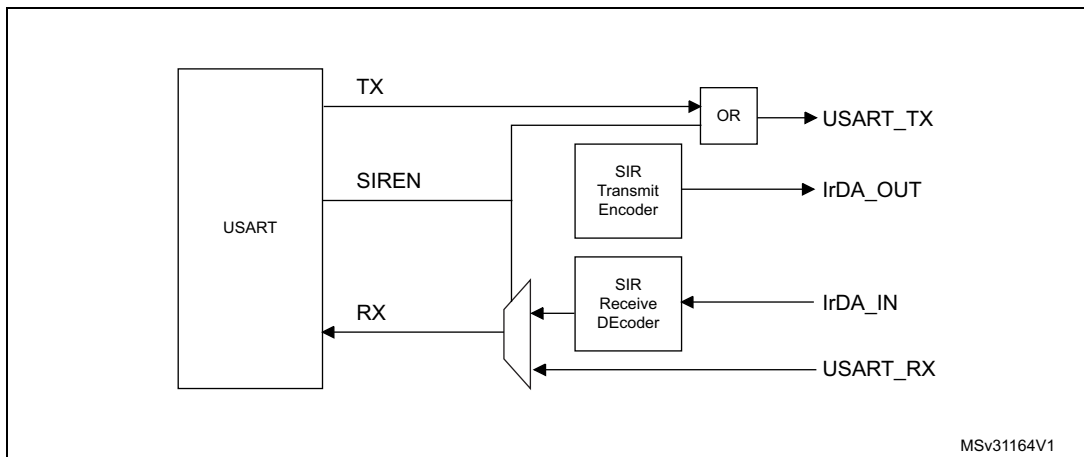 TX
OR
USART_TX
SIREN
SIR
Transmit
Encoder
IrDA_OUT
USART
SIR
Receive
DEcoder
IrDA_IN
RX
USART_RX
MSv31164V1